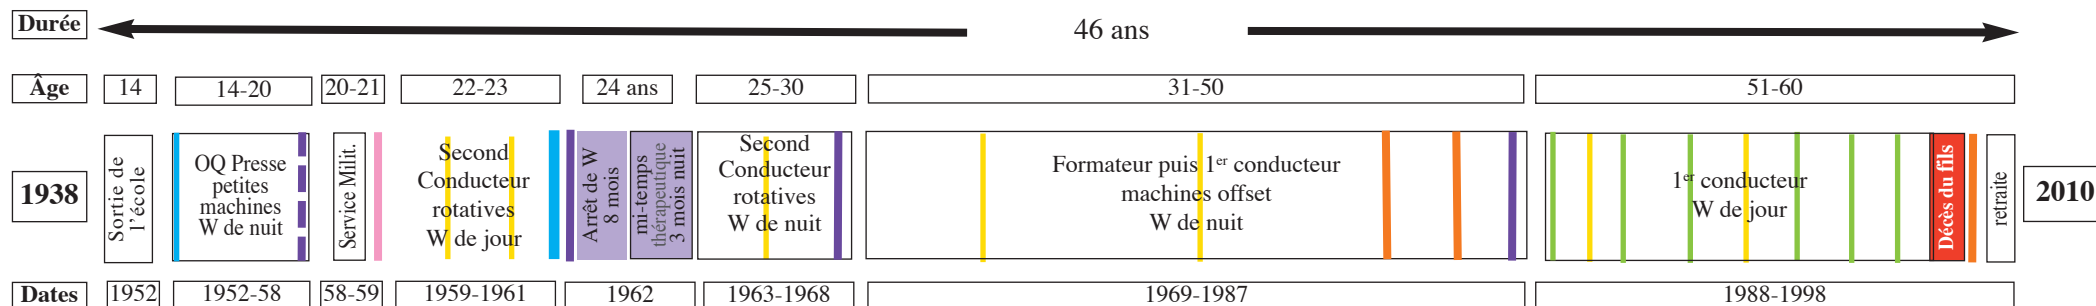 Durée
46 ans
Âge
14
14-20
20-21
22-23
24 ans
25-30
31-50
51-60
1938
Sortie de
l'école
OQ Presse
petites
machines
W de nuit
Service Milit.
Second
Conducteur
rotatives
W de jour
Arrêt de W
8 mois
mi-temps
thérapeutique
3 mois nuit
Second
Conducteur
rotatives
W de nuit
Formateur puis 1er conducteur
machines offset
W de nuit
1er conducteur
W de jour
Décès du fils
retraite
2010
Dates
1952
1952-58
58-59
1959-1961
1962
1963-1968
1969-1987
1988-1998